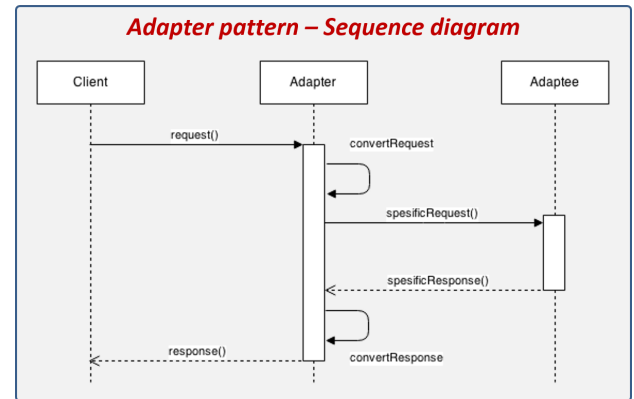 Adapter pattern – Sequence diagram
Client
Adapter
Adaptee
request()
convertRequest
spesificRequest()
spesificResponse()
response()
convertResponse